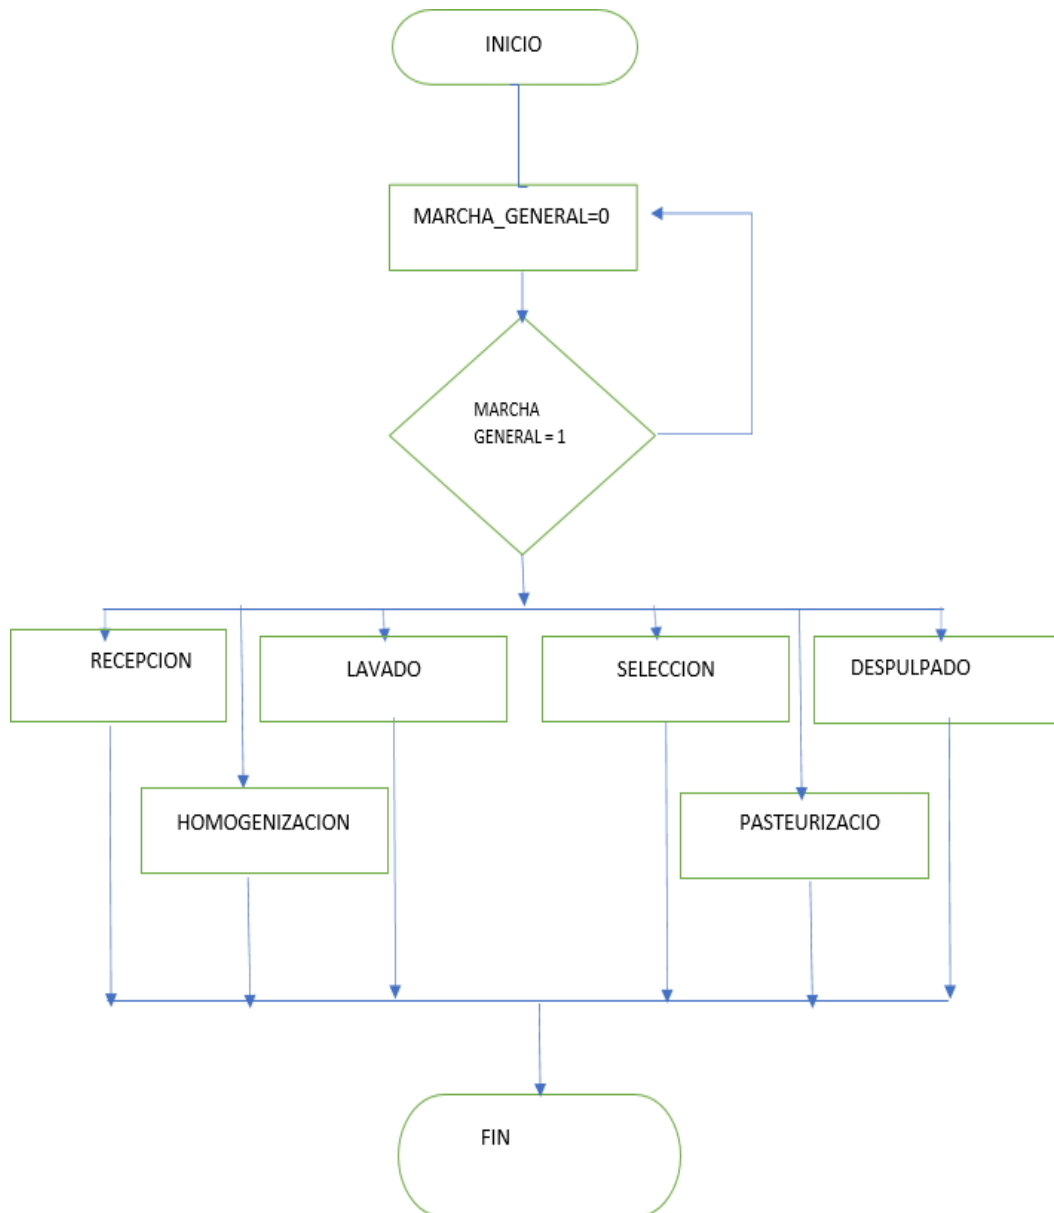 INICIO
MARCHA_GENERAL=0
MARCHA
GENERAL = 1
RECEPCION
LAVADO
SELECCION
DESPULPADO
HOMOGENIZACION
PASTEURIZACIO
FIN